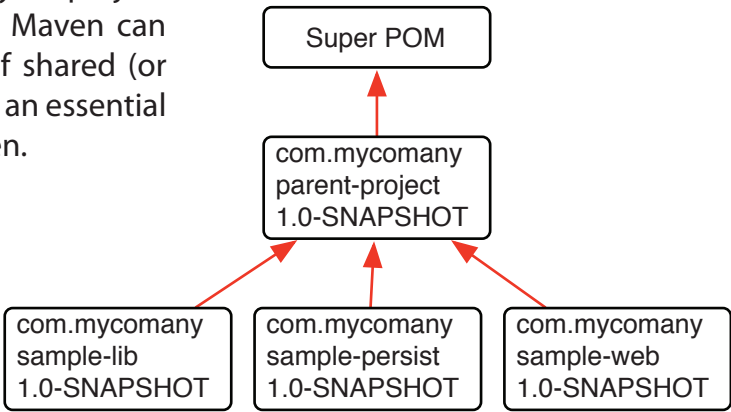 Maven can
f shared (or
an essential
en.
Super POM
com.mycomany
parent-project
1.0-SNAPSHOT
com.mycomany
sample-lib
1.0-SNAPSHOT
com.mycomany
sample-persist
1.0-SNAPSHOT
com.mycomany
sample-web
1.0-SNAPSHOT